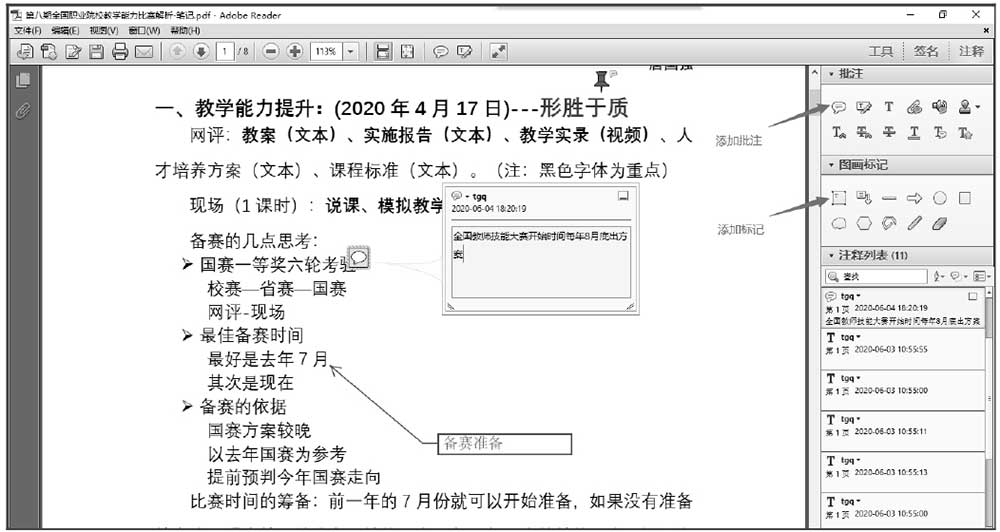 第八期全国职业院校教学能力比赛解析-笔记.pdf - Adobe Reader
文件(F) 编辑(E) 视图(V) 窗口(W) 帮助(H)
1 / 8 113% 工具 签名 注释
一、教学能力提升：(2020 年 4 月 17 日)---形胜于质
网评：教案（文本）、实施报告（文本）、教学实录（视频）、人
才培养方案（文本）、课程标准（文本）。（注：黑色字体为重点）
现场（1 课时）：说课、模拟教学
备赛的几点思考：
➢ 国赛一等奖六轮考验
校赛—省赛—国赛
网评-现场
➢ 最佳备赛时间
最好是去年 7 月
其次是现在
➢ 备赛的依据
国赛方案较晚
以去年国赛为参考
提前预判今年国赛走向
比赛时间的筹备：前一年的 7 月份就可以开始准备，如果没有准备
tgq
2020-06-04 18:20:19
全国教师技能大赛开始时间每年8月底出方
案
备赛准备
添加批注
添加标记
批注
图画标记
注释列表 (11)
查找
tgq
第 1 页 2020-06-04 18:20:19
全国教师技能大赛开始时间每年8月底出方案
T tgq
第 1 页 2020-06-03 10:55:55
T tgq
第 1 页 2020-06-03 10:55:00
T tgq
第 1 页 2020-06-03 10:55:11
T tgq
第 1 页 2020-06-03 10:55:13
T tgq
第 1 页 2020-06-03 10:55:00